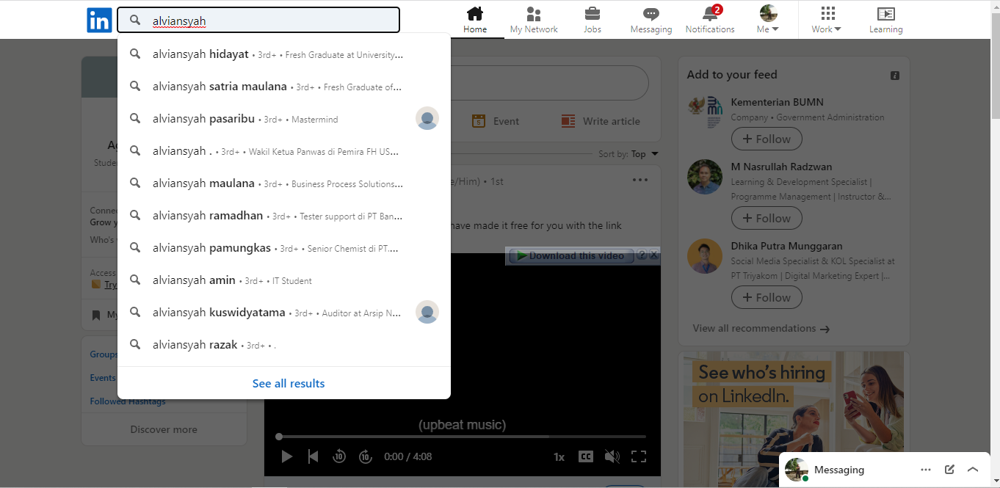 in
alviansyah
Home
My Network
Jobs
Messaging
2
Notifications
Me
Work
Learning
alviansyah hidayat • 3rd+ • Fresh Graduate at University...
alviansyah satria maulana • 3rd+ • Fresh Graduate of...
alviansyah pasaribu • 3rd+ • Mastermind
alviansyah . • 3rd+ • Wakil Ketua Panwas di Pemira FH US...
alviansyah maulana • 3rd+ • Business Process Solutions...
alviansyah ramadhan • 3rd+ • Tester support di PT Ban...
alviansyah pamungkas • 3rd+ • Senior Chemist di PT....
alviansyah amin • 3rd+ • IT Student
alviansyah kuswidyatama • 3rd+ • Auditor at Arsip N...
alviansyah razak • 3rd+ • .
See all results
Groups
Events
Followed Hashtags
Discover more
Event
Write article
Sort by: Top
/Him) • 1st
have made it free for you with the link
Download this video
(upbeat music)
10
10
0:00 / 4:08
1x
CC
Add to your feed
Kementerian BUMN
Company • Government Administration
+ Follow
M Nasrullah Radzwan
Learning & Development Specialist |
Programme Management | Instructor &...
+ Follow
Dhika Putra Munggaran
Social Media Specialist & KOL Specialist at
PT Triyakom | Digital Marketing Expert |...
+ Follow
View all recommendations →
See who's hiring
on LinkedIn.
Messaging